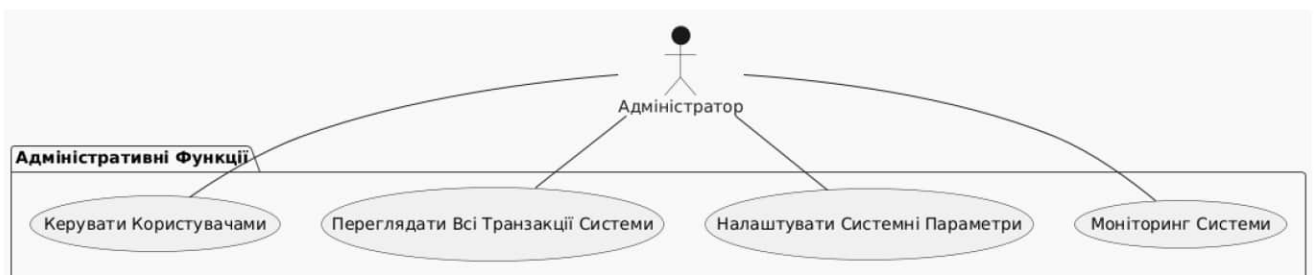 Адміністратор
Адміністративні Функції
Керувати Користувачами
Переглядати Всі Транзакції Системи
Налаштувати Системні Параметри
Моніторинг Системи